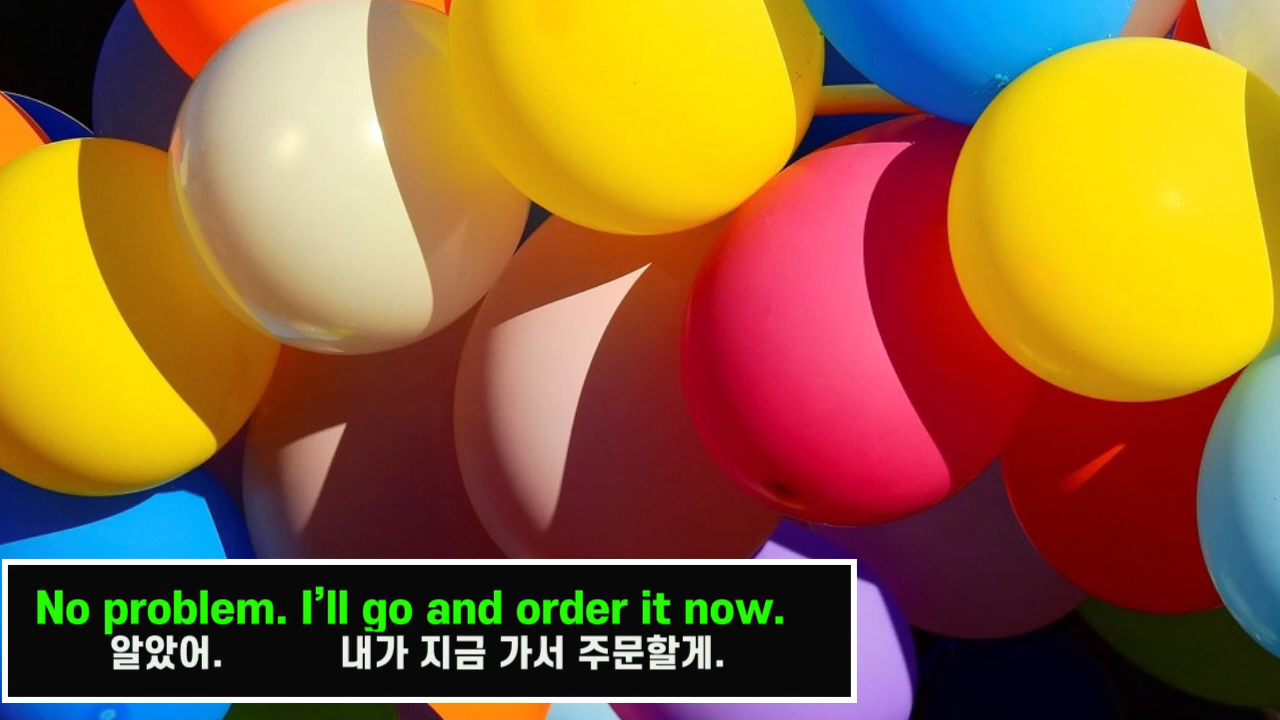 No problem. I’ll go and order it now.
알았어. 내가 지금 가서 주문할게.